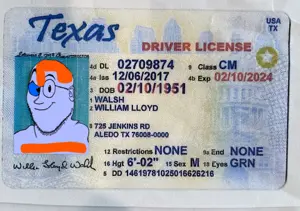 Texas
USA
TX
DRIVER LICENSE
4d DL 02709874 9 Class CM
4a Iss 12/06/2017 4b Exp 02/10/2024
3 DOB 02/10/1951
1 WALSH
2 WILLIAM LLOYD
8 725 JENKINS RD
ALEDO TX 76008-0000
12 Restrictions NONE 9a End NONE
16 Hgt 6'-02" 15 Sex M 18 Eyes GRN
5 DD 14619781025016626216